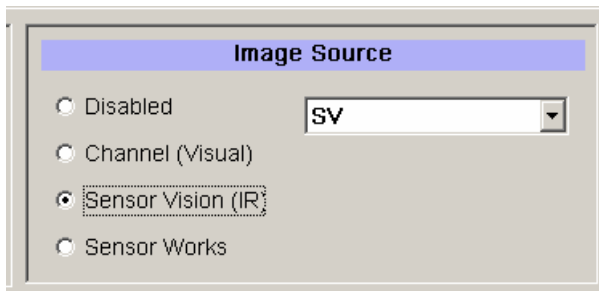 Image Source
Disabled
SV
Channel (Visual)
Sensor Vision (IR)
Sensor Works